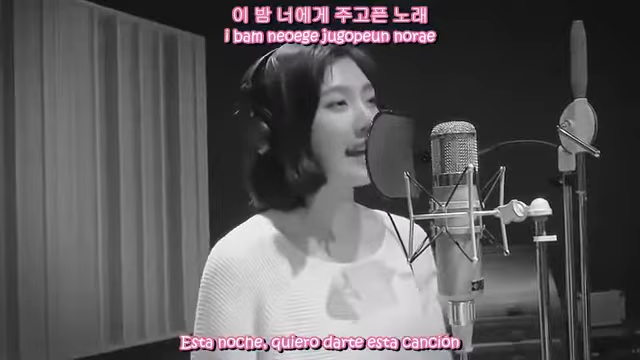 이 밤 너에게 주고픈 노래
i bam neoege jugopeun norae
Esta noche, quiero darte esta canción